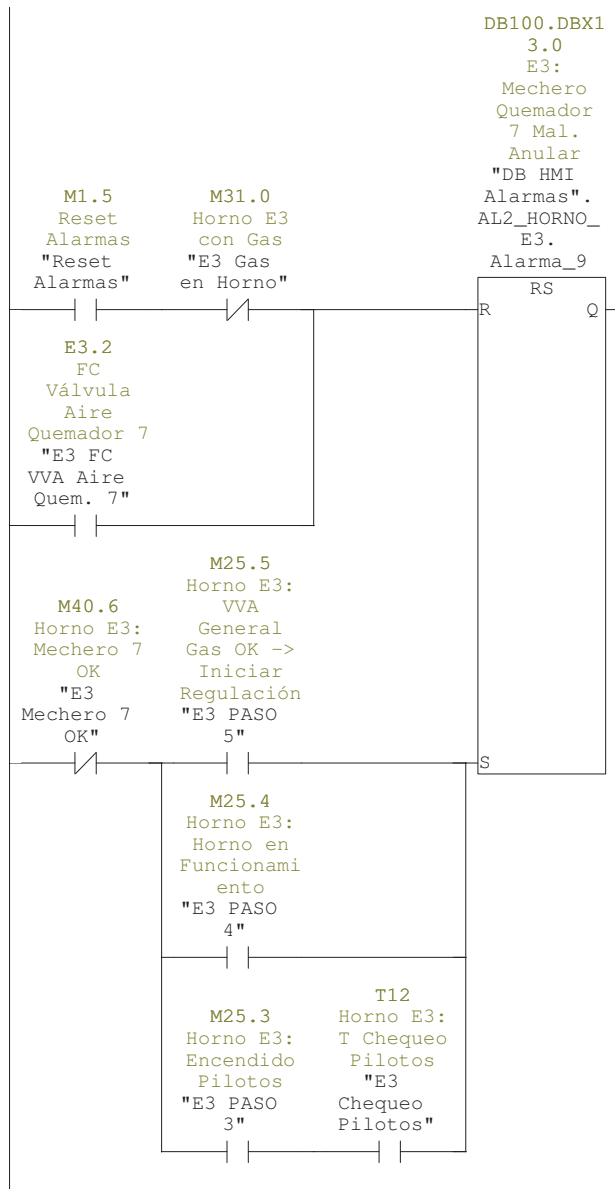 DB100.DBX1
3.0
E3:
Mechero
Quemador
7 Mal.
Anular
"DB HMI
Alarmas".
AL2_HORNO_
E3.
Alarma_9
M1.5
Reset
Alarmas
"Reset
Alarmas"
M31.0
Horno E3
con Gas
"E3 Gas
en Horno"
RS
R
Q
E3.2
FC
Válvula
Aire
Quemador 7
"E3 FC
VVA Aire
Quem. 7"
M40.6
Horno E3:
Mechero 7
OK
"E3
Mechero 7
OK"
M25.5
Horno E3:
VVA
General
Gas OK ->
Iniciar
Regulación
"E3 PASO
5"
S
M25.4
Horno E3:
Horno en
Funcionami
ento
"E3 PASO
4"
M25.3
Horno E3:
Encendido
Pilotos
"E3 PASO
3"
T12
Horno E3:
T Chequeo
Pilotos
"E3
Chequeo
Pilotos"